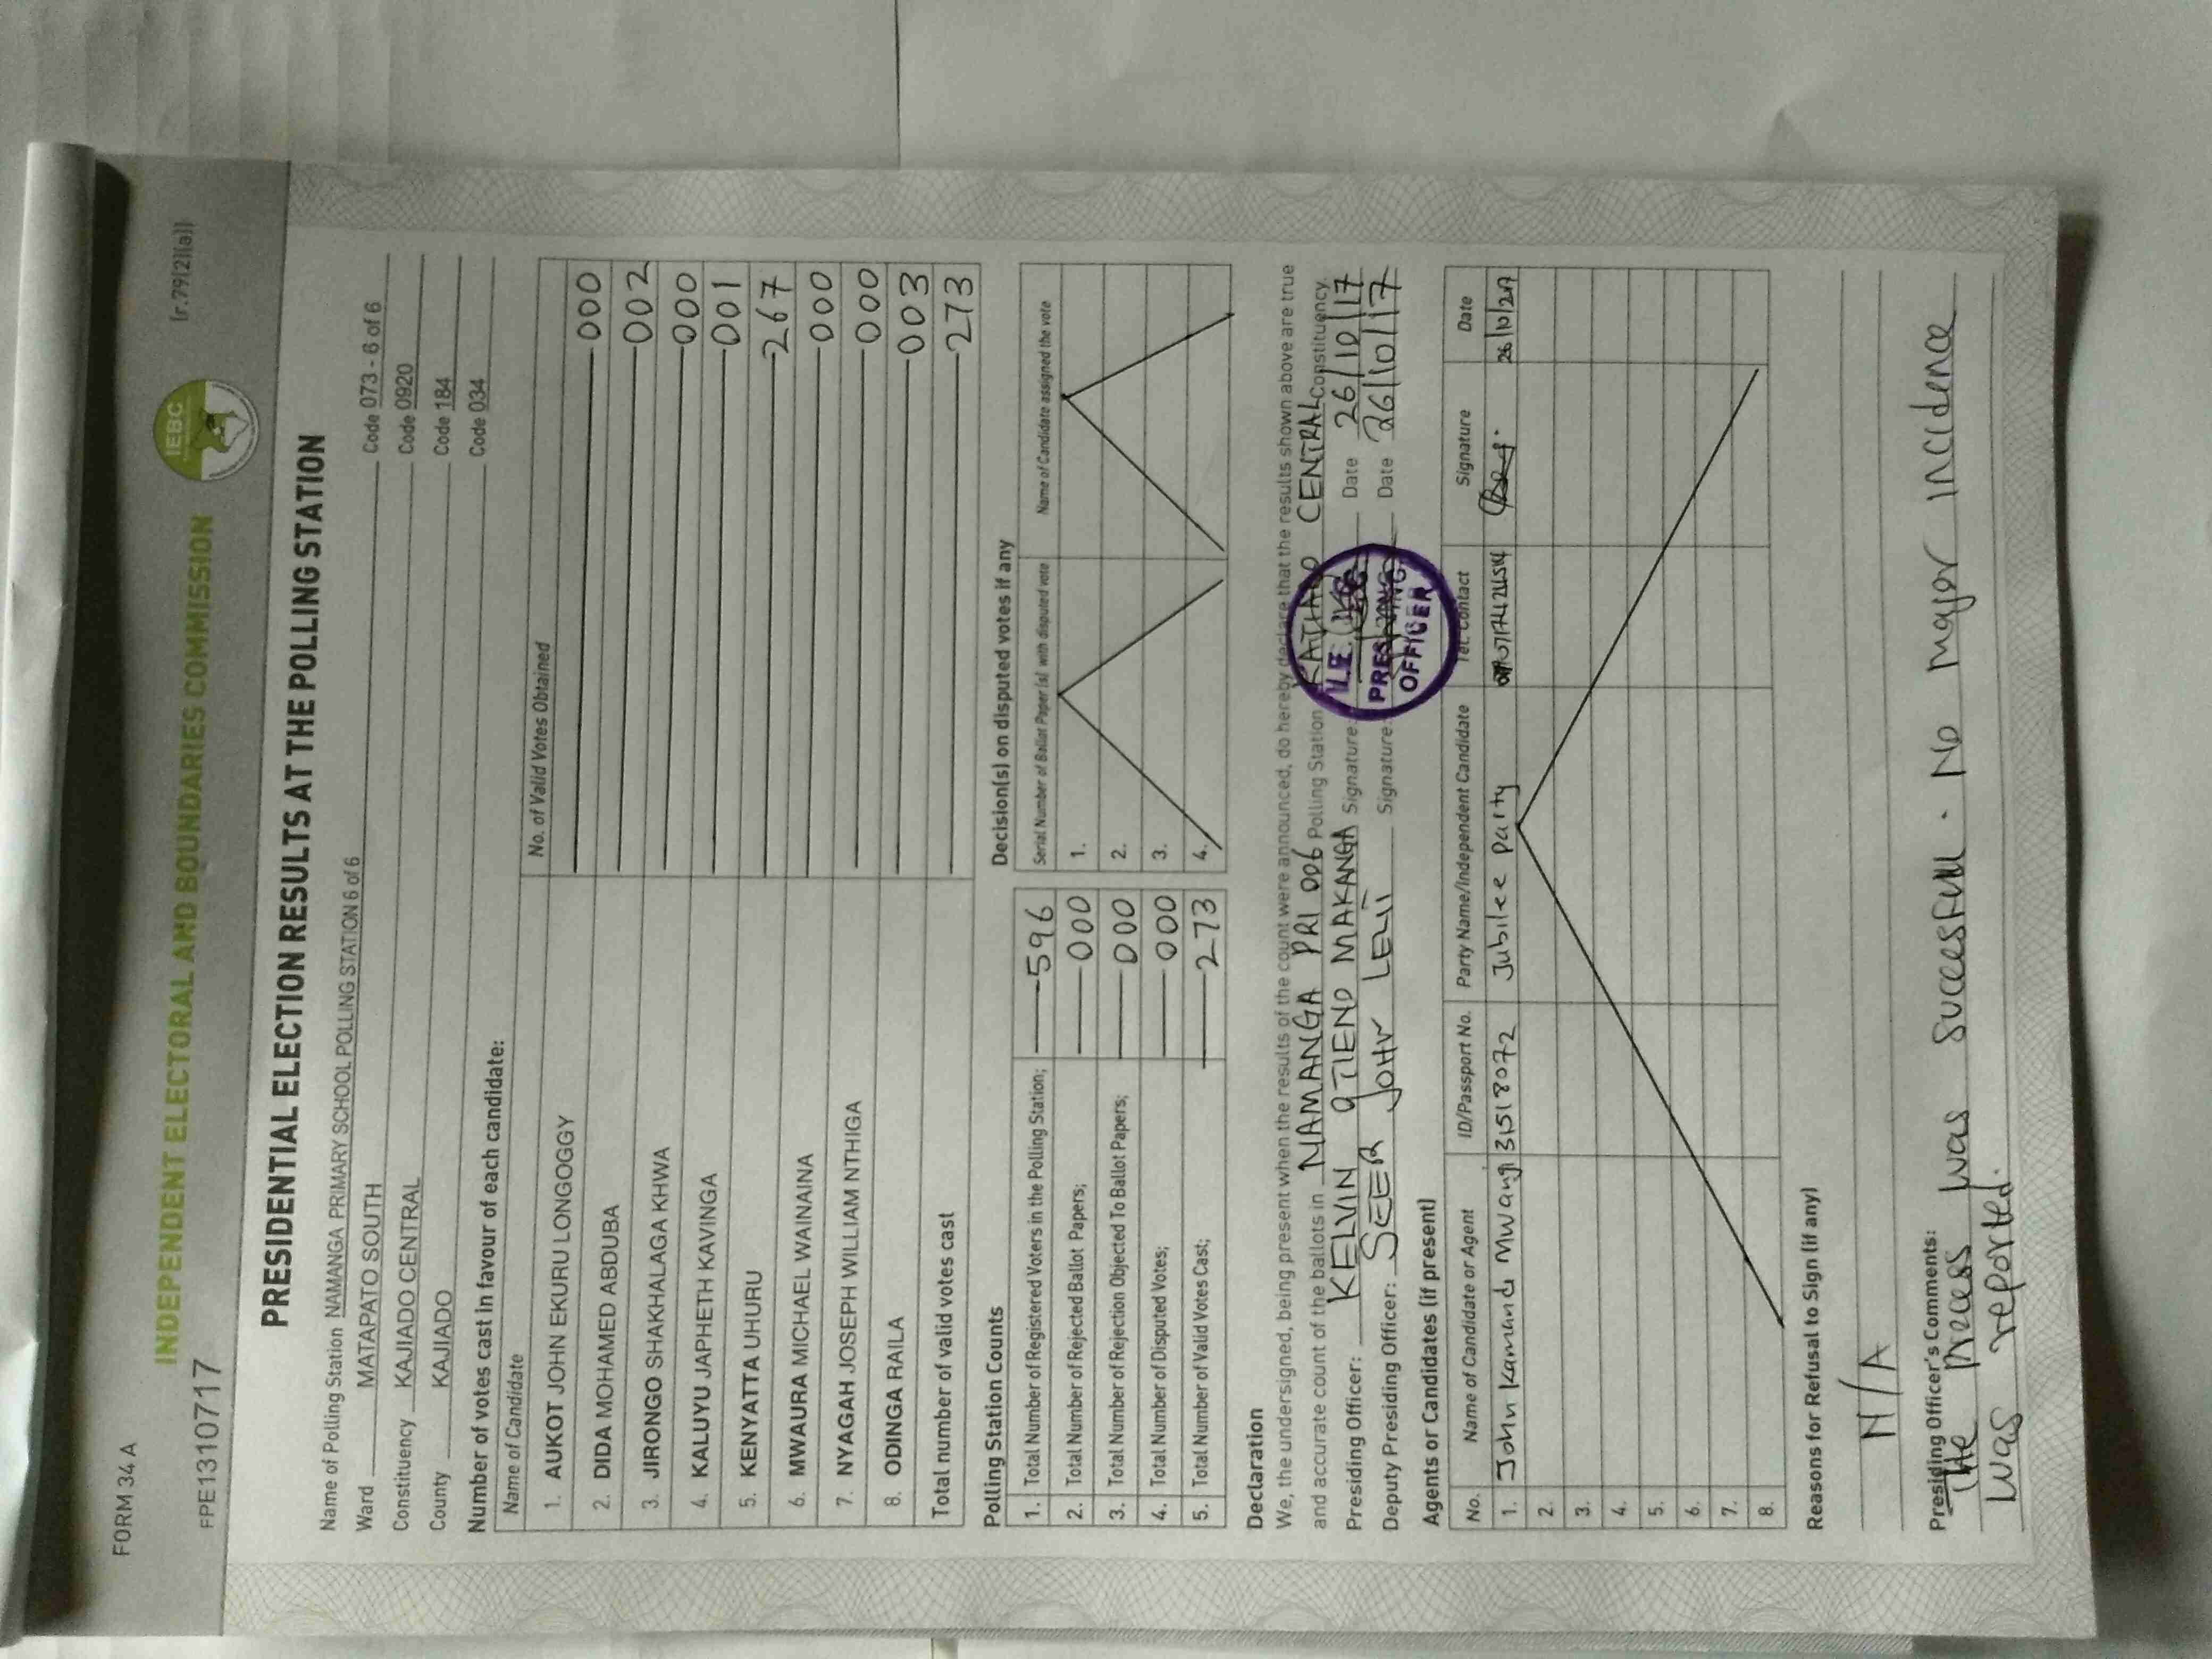 FORM 34 A
(r.79(2)(a))
FPE1310717
IEBC
INDEPENDENT ELECTORAL AND BOUNDARIES COMMISSION
PRESIDENTIAL ELECTION RESULTS AT THE POLLING STATION
Name of Polling Station NAMANGA PRIMARY SCHOOL POLLING STATION 6 of 6 Code 073 - 6 of 6
Ward MATAPATO SOUTH Code 0920
Constituency KAJIADO CENTRAL Code 184
County KAJIADO Code 034
Number of votes cast in favour of each candidate:
Name of Candidate No. of Valid Votes Obtained
1. AUKOT JOHN EKURU LONGOGGY 000
2. DIDA MOHAMED ABDUBA 002
3. JIRONGO SHAKHALAGA KHWA 000
4. KALUYU JAPHETH KAVINGA 001
5. KENYATTA UHURU 267
6. MWAURA MICHAEL WAINAINA 000
7. NYAGAH JOSEPH WILLIAM NTHIGA 000
8. ODINGA RAILA 003
Total number of valid votes cast 273
Polling Station Counts
1. Total Number of Registered Voters in the Polling Station; 596
2. Total Number of Rejected Ballot Papers; 000
3. Total Number of Rejection Objected To Ballot Papers; 000
4. Total Number of Disputed Votes; 000
5. Total Number of Valid Votes Cast; 273
Decision(s) on disputed votes if any
Serial Number of Ballot Paper (s) with disputed vote Name of Candidate assigned the vote
1.
2.
3.
4.
Declaration
We, the undersigned, being present when the results of the count were announced, do hereby declare that the results shown above are true
and accurate count of the ballots in NAMANGA PRI 006 Polling Station KAJIADO CENTRAL Constituency.
Presiding Officer: KELVIN OTIENO MAKANGA Signature: Date 26/10/17
Deputy Presiding Officer: SEER JOHN Signature: Date 26/10/17
PRESIDING
OFFICER
Agents or Candidates (if present)
No. Name of Candidate or Agent ID/Passport No. Party Name/Independent Candidate Tel. Contact Signature Date
1. John Kamandi Mwangi 31518072 Jubilee Party
2.
3.
4.
5.
6.
7.
8.
Reasons for Refusal to Sign (if any)
N/A
Presiding Officer's Comments:
The Process was Succesfull. No major incidence
was reported.